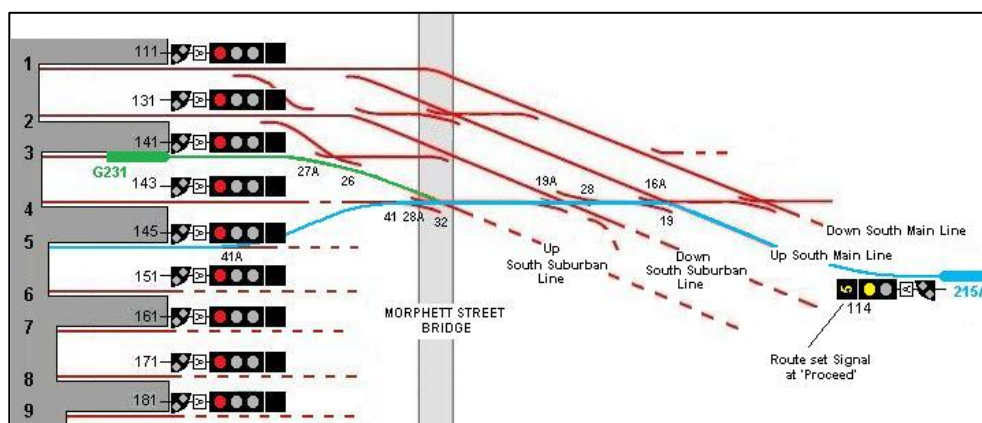 1
111
131
2
141
3
G231
27A
26
143
4
145
5
41A
151
6
161
7
171
8
181
9
41
28A
32
19A
28
16A
19
Up
South Suburban
Line
Down
South Suburban
Line
Down South Main Line
Up South Main Line
215A
5
114
MORPHETT STREET
BRIDGE
Route set Signal
at 'Proceed'
A
A
A
A
A
A
A
A
A
A